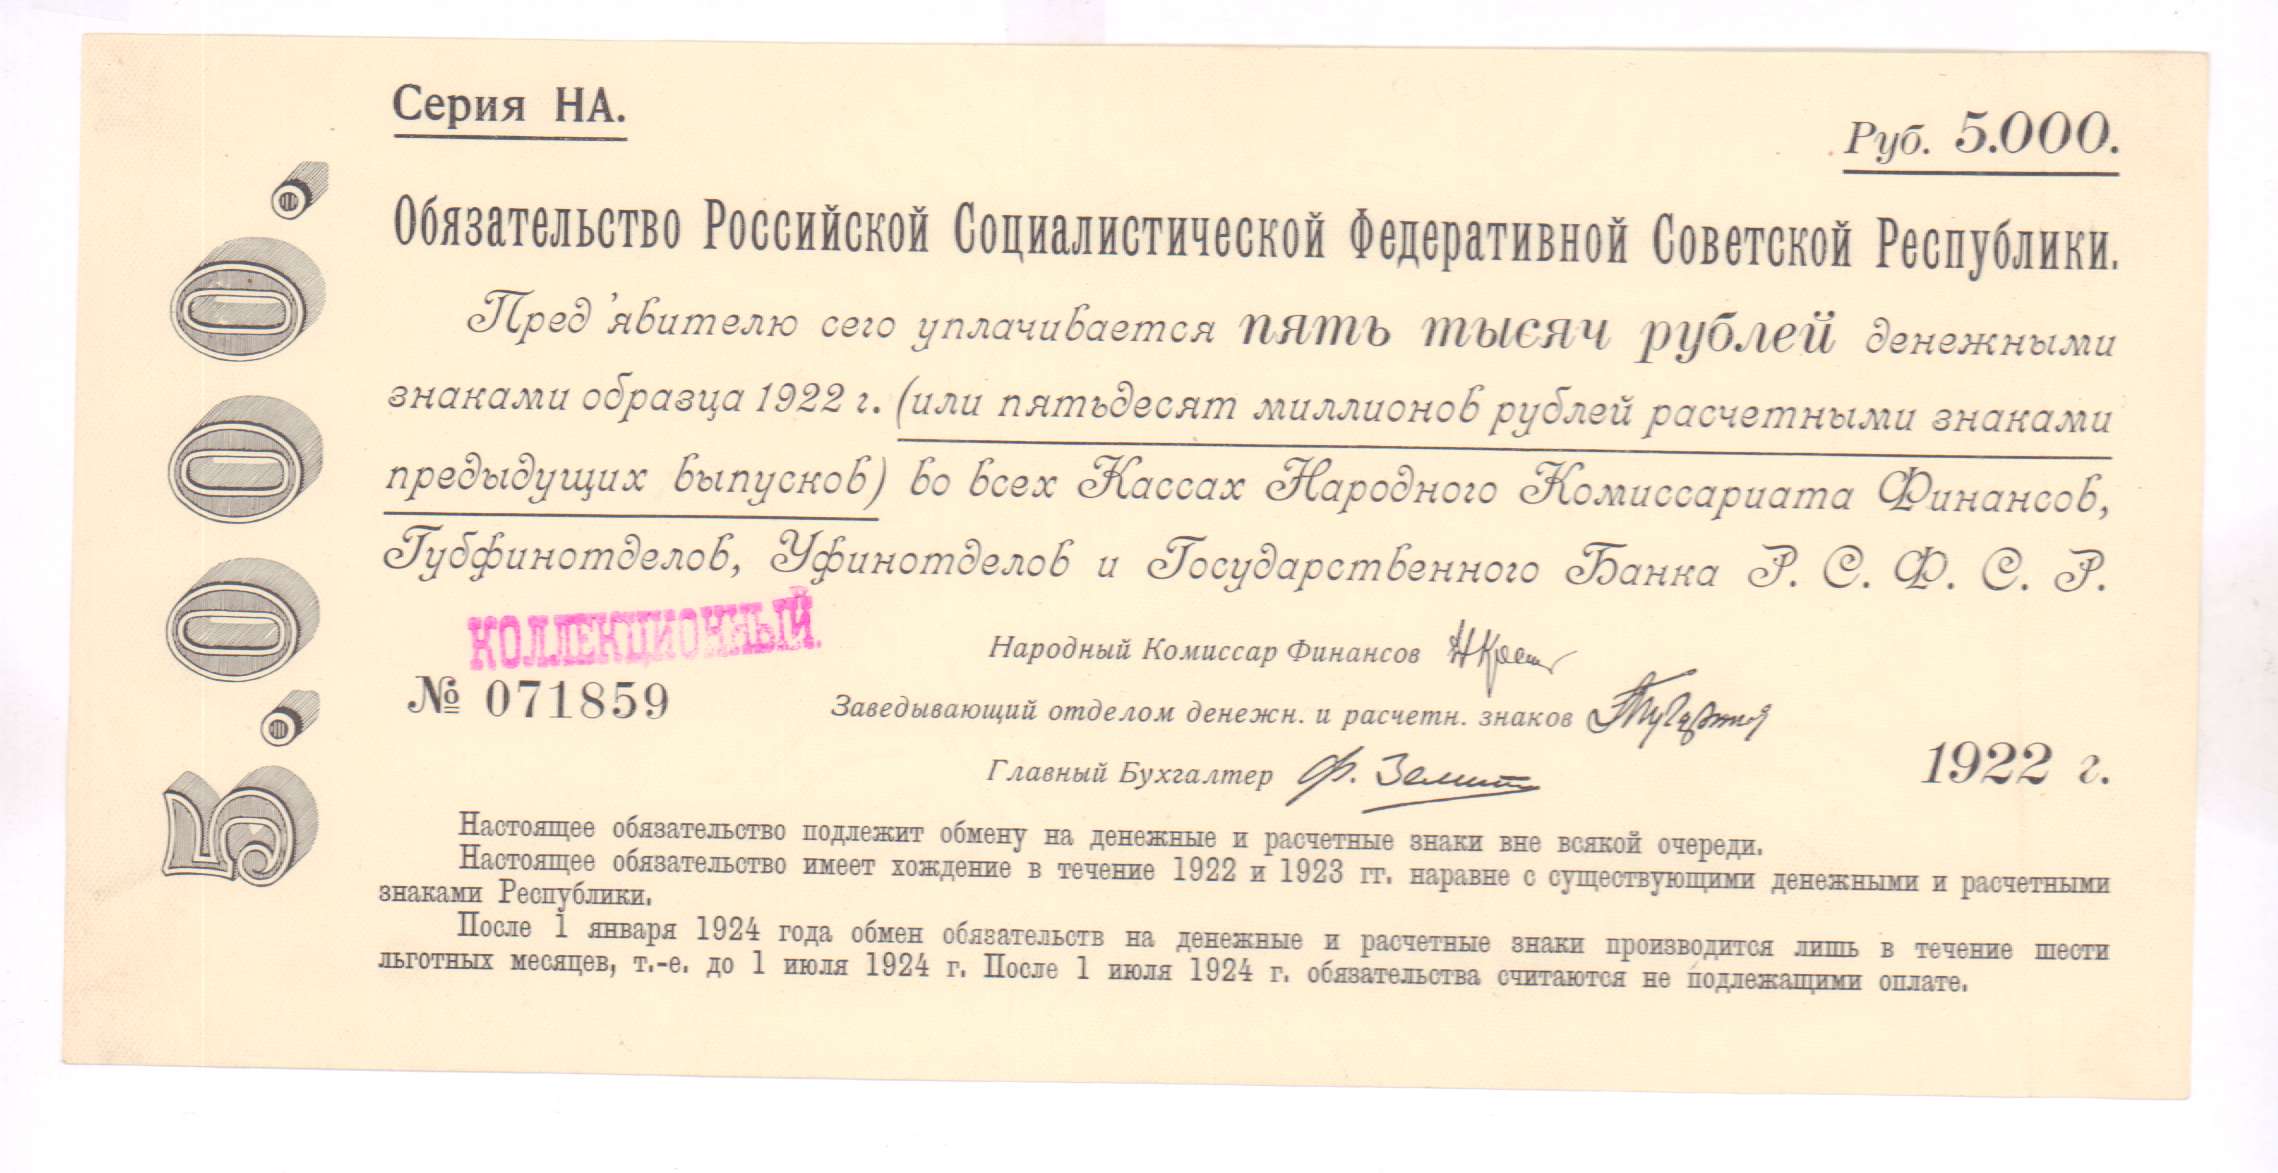 Серия НА.
Руб. 5.000.
5.000.
Обязательство Российской Социалистической Федеративной Советской Республики.
Пред'явителю сего уплачивается пять тысяч рублей денежными
знаками образца 1922 г. (или пятьдесят миллионов рублей расчетными знаками
предыдущих выпусков) во всех Кассах Народного Комиссариата Финансов,
Губфинотделов, Уфинотделов и Государственного Банка Р. С. Ф. С. Р.
КОЛЛЕКЦИОННЫЙ.
Народный Комиссар Финансов
№ 071859
Заведывающий отделом денежн. и расчетн. знаков
Главный Бухгалтер
1922 г.
Настоящее обязательство подлежит обмену на денежные и расчетные знаки вне всякой очереди.
Настоящее обязательство имеет хождение в течение 1922 и 1923 гг. наравне с существующими денежными и расчетными
знаками Республики.
После 1 января 1924 года обмен обязательств на денежные и расчетные знаки производится лишь в течение шести
льготных месяцев, т.-е. до 1 июля 1924 г. После 1 июля 1924 г. обязательства считаются не подлежащими оплате.